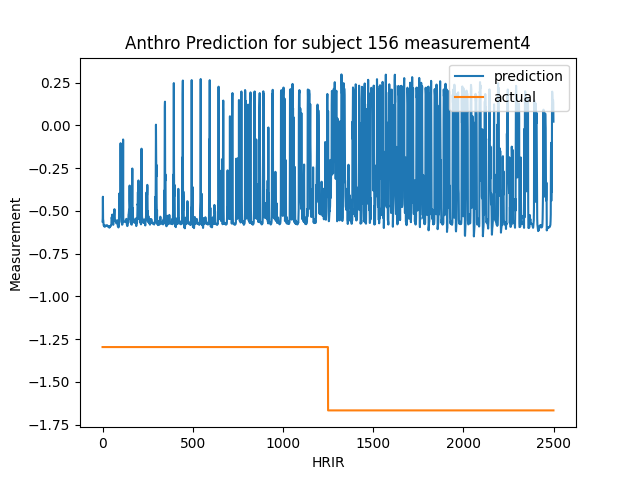 Anthro Prediction for subject 156 measurement4
prediction
actual
0.25
0.00
−0.25
−0.50
−0.75
−1.00
−1.25
−1.50
−1.75
Measurement
0 500 1000 1500 2000 2500
HRIR